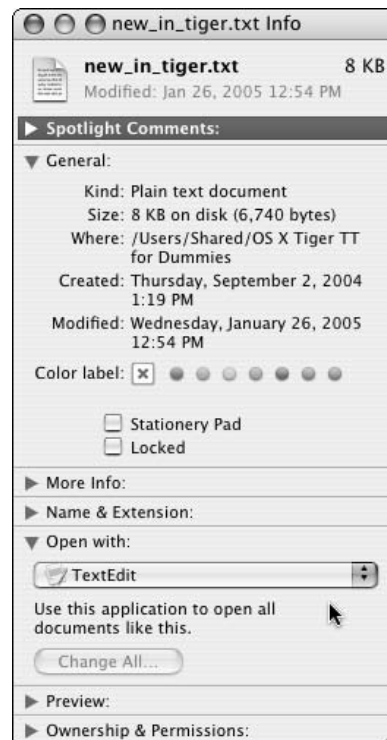 new_in_tiger.txt Info
new_in_tiger.txt 8 KB
Modified: Jan 26, 2005 12:54 PM
Spotlight Comments:
General:
Kind: Plain text document
Size: 8 KB on disk (6,740 bytes)
Where: /Users/Shared/OS X Tiger TT
for Dummies
Created: Thursday, September 2, 2004
1:19 PM
Modified: Wednesday, January 26, 2005
12:54 PM
Color label:
Stationery Pad
Locked
More Info:
Name & Extension:
Open with:
TextEdit
Use this application to open all
documents like this.
Change All...
Preview:
Ownership & Permissions: